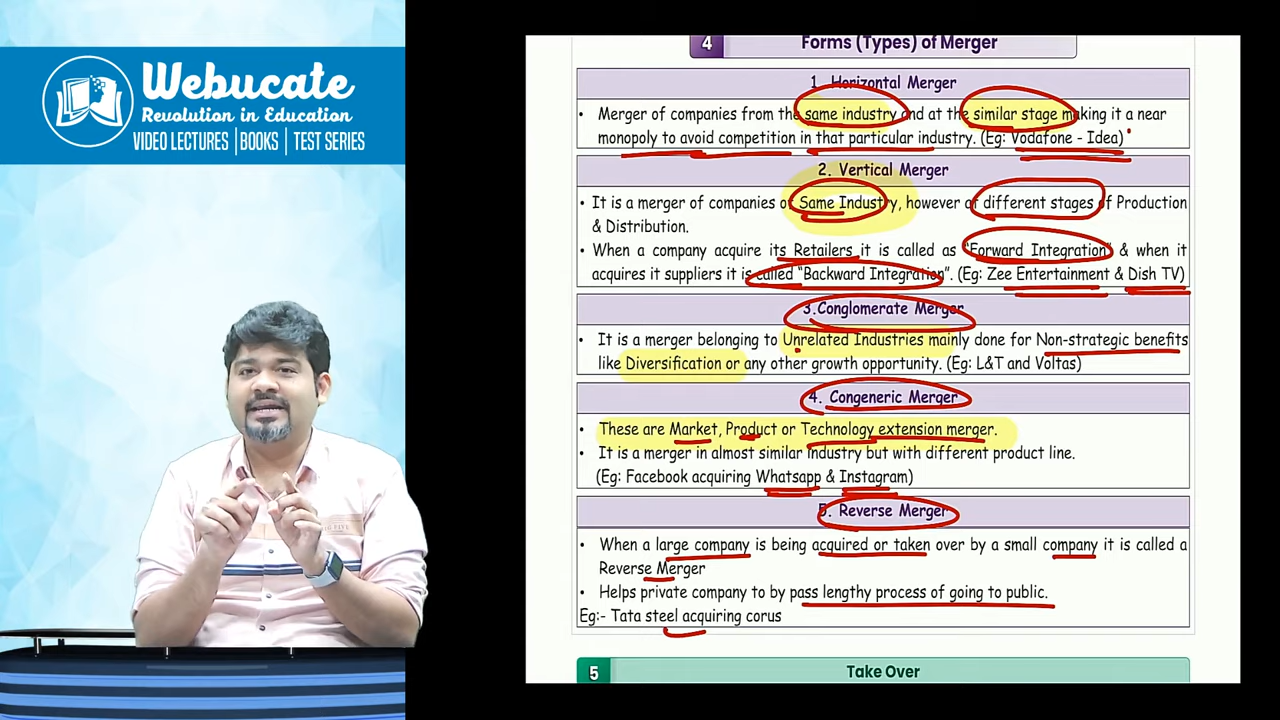 Webucate
Revolution in Education
VIDEO LECTURES | BOOKS | TEST SERIES
4 Forms (Types) of Merger
1. Horizontal Merger
• Merger of companies from the same industry and at the similar stage making it a near
monopoly to avoid competition in that particular industry. (Eg: Vodafone - Idea)
2. Vertical Merger
• It is a merger of companies of Same Industry, however at different stages of Production
& Distribution.
• When a company acquire its Retailers it is called as "Forward Integration" & when it
acquires it suppliers it is called "Backward Integration". (Eg: Zee Entertainment & Dish TV)
3.Conglomerate Merger
• It is a merger belonging to Unrelated Industries mainly done for Non-strategic benefits
like Diversification or any other growth opportunity. (Eg: L&T and Voltas)
4. Congeneric Merger
• These are Market, Product or Technology extension merger.
• It is a merger in almost similar industry but with different product line.
(Eg: Facebook acquiring Whatsapp & Instagram)
5. Reverse Merger
• When a large company is being acquired or taken over by a small company it is called a
Reverse Merger
• Helps private company to by pass lengthy process of going to public.
Eg:- Tata steel acquiring corus
5 Take Over